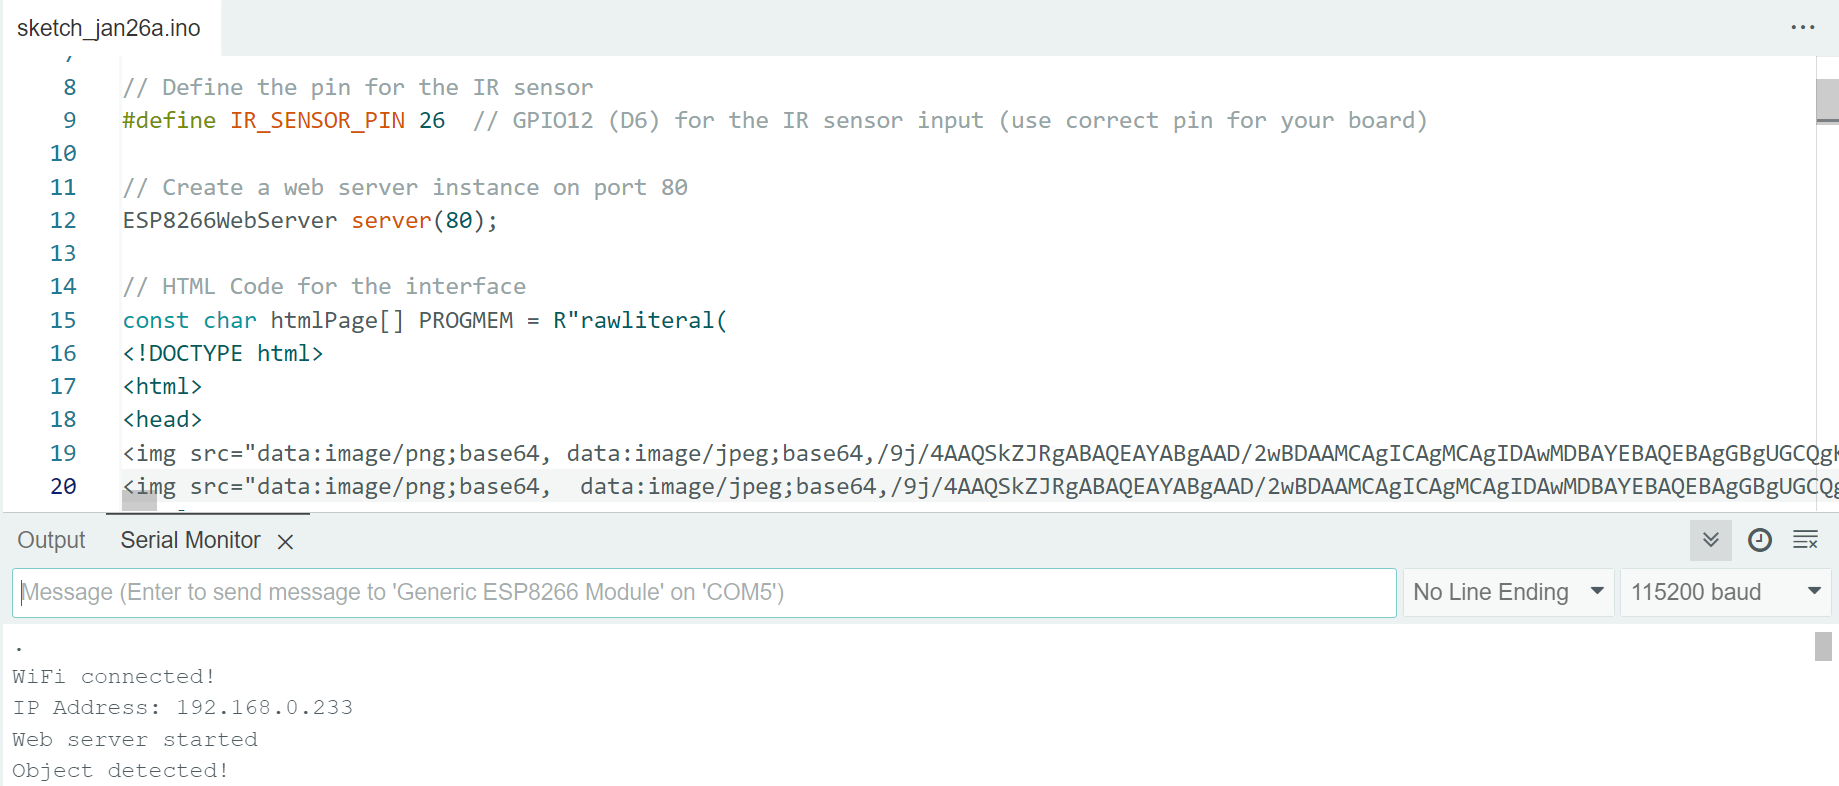 sketch_jan26a.ino
...
7
8 // Define the pin for the IR sensor
9 #define IR_SENSOR_PIN 26 // GPIO12 (D6) for the IR sensor input (use correct pin for your board)
10
11 // Create a web server instance on port 80
12 ESP8266WebServer server(80);
13
14 // HTML Code for the interface
15 const char htmlPage[] PROGMEM = R"rawliteral(
16 <!DOCTYPE html>
17 <html>
18 <head>
19 <img src="data:image/png;base64, data:image/jpeg;base64,/9j/4AAQSkZJRgABAQEAYABgAAD/2wBDAAMCAgICAgMCAgIDAwMDBAYEBAQEBAgGBgUGCQgK
20 <img src="data:image/png;base64,  data:image/jpeg;base64,/9j/4AAQSkZJRgABAQEAYABgAAD/2wBDAAMCAgICAgMCAgIDAwMDBAYEBAQEBAgGBgUGCQg
Output Serial Monitor
Message (Enter to send message to 'Generic ESP8266 Module' on 'COM5') No Line Ending 115200 baud
.
WiFi connected!
IP Address: 192.168.0.233
Web server started
Object detected!